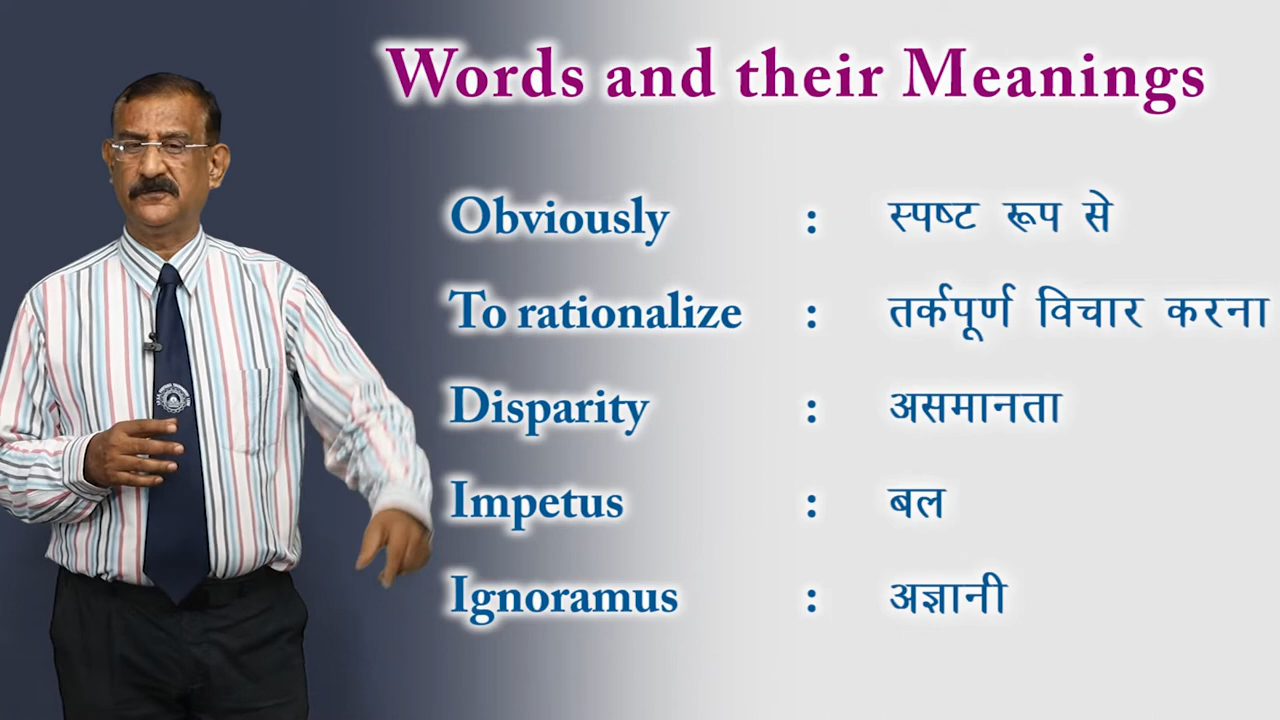 Words and their Meanings
Obviously : स्पष्ट रूप से
To rationalize : तर्कपूर्ण विचार करना
Disparity : असमानता
Impetus : बल
Ignoramus : अज्ञानी